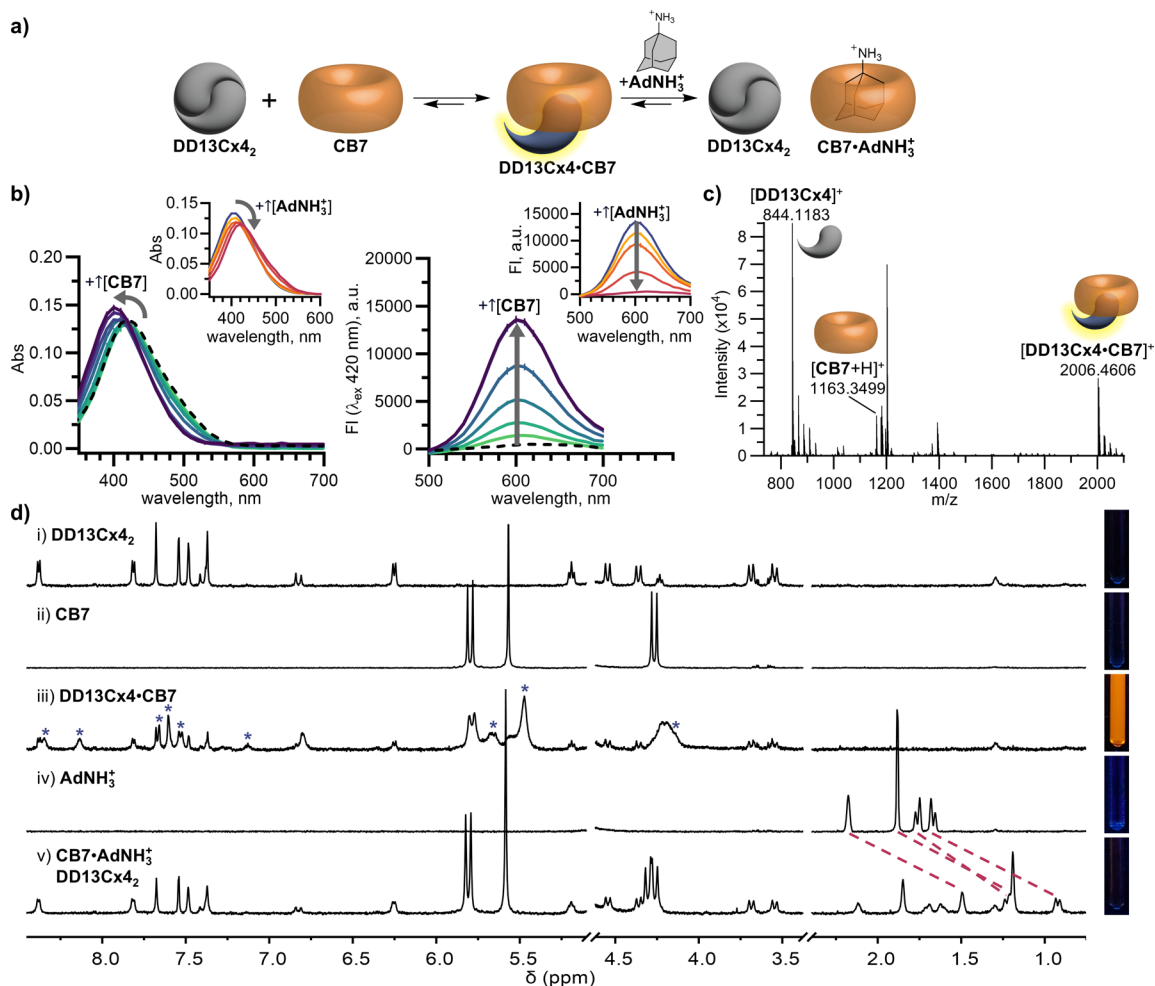 a)
+NH3
+AdNH3+
+
DD13Cx4₂
CB7
DD13Cx4•CB7
DD13Cx4₂
+NH3
CB7•AdNH3+
b)
+↑[AdNH3+]
0.15
0.10
0.05
0.00
Abs
400 500 600
wavelength, nm
+↑[CB7]
0.20
0.15
0.10
0.05
0.00
Abs
400 500 600 700
wavelength, nm
+↑[AdNH3+]
15000
10000
5000
0
FI, a.u.
500 600 700
wavelength, nm
+↑[CB7]
20000
15000
10000
5000
0
FI (λex 420 nm), a.u.
500 600 700
wavelength, nm
c)
[DD13Cx4]+
844.1183
[CB7+H]+
1163.3499
[DD13Cx4•CB7]+
2006.4606
8
7
6
5
4
3
2
1
0
Intensity (x10⁴)
800 1000 1200 1400 1600 1800 2000
m/z
d)
i) DD13Cx4₂
ii) CB7
iii) DD13Cx4•CB7
* * * * * * * * *
iv) AdNH3+
v) CB7•AdNH3+
DD13Cx4₂
8.0 7.5 7.0 6.5 6.0 5.5 4.5 4.0 3.5 2.0 1.5 1.0
δ (ppm)